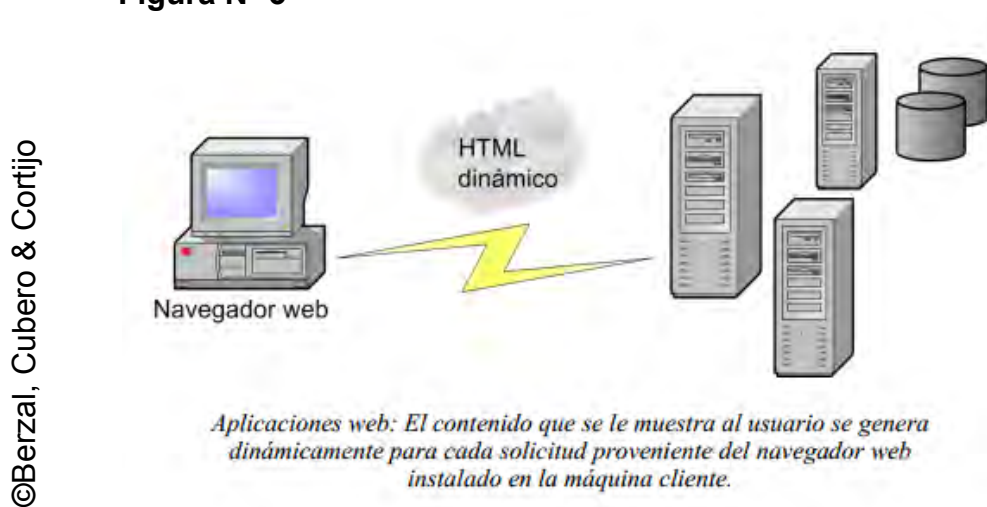 ©Berzal, Cubero & Cortijo
HTML
dinámico
Navegador web
Aplicaciones web: El contenido que se le muestra al usuario se genera
dinámicamente para cada solicitud proveniente del navegador web
instalado en la máquina cliente.